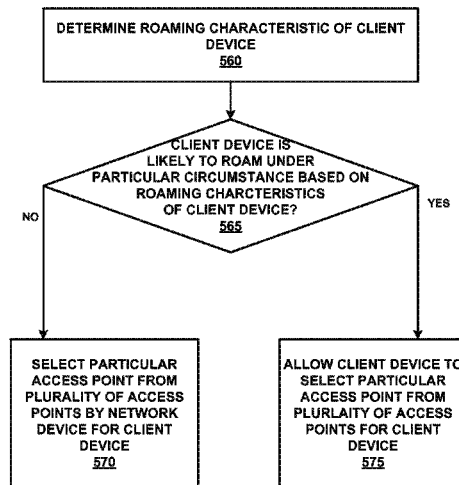 DETERMINE ROAMING CHARACTERISTIC OF CLIENT
DEVICE
560
CLIENT DEVICE IS
LIKELY TO ROAM UNDER
PARTICULAR CIRCUMSTANCE BASED ON
ROAMING CHARCTERISTICS
OF CLIENT DEVICE?
565
NO
YES
SELECT PARTICULAR
ACCESS POINT FROM
PLURALITY OF ACCESS
POINTS BY NETWORK
DEVICE FOR CLIENT
DEVICE
570
ALLOW CLIENT DEVICE TO
SELECT PARTICULAR
ACCESS POINT FROM
PLURLAITY OF ACCESS
POINTS FOR CLIENT
DEVICE
575